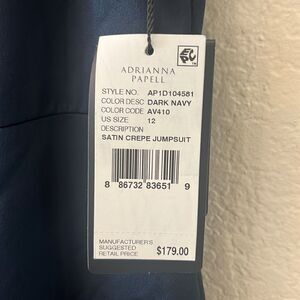 ADRIANNA
PAPELL
STYLE NO. AP1D104581
COLOR DESC DARK NAVY
COLOR CODE AV410
US SIZE 12
DESCRIPTION
SATIN CREPE JUMPSUIT
8 86732 83651 9
MANUFACTURER'S
SUGGESTED
RETAIL PRICE $179.00